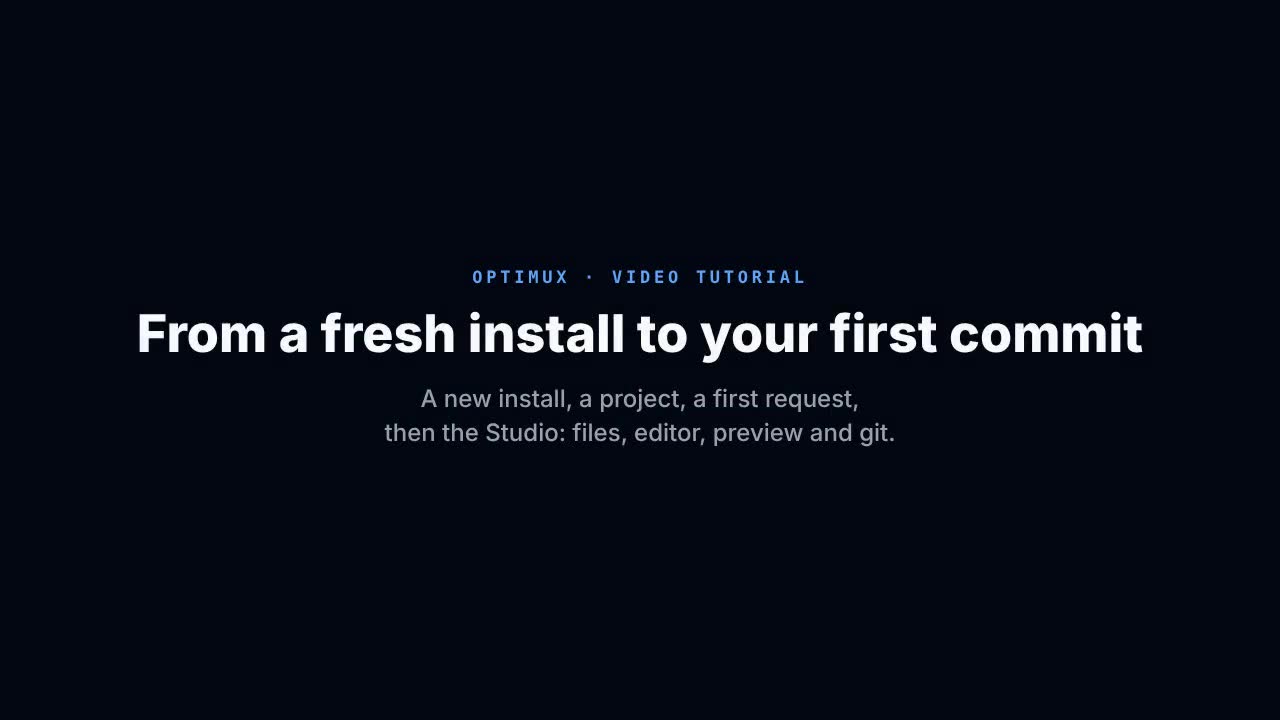 OPTIMUX · VIDEO TUTORIAL
From a fresh install to your first commit
A new install, a project, a first request,
then the Studio: files, editor, preview and git.